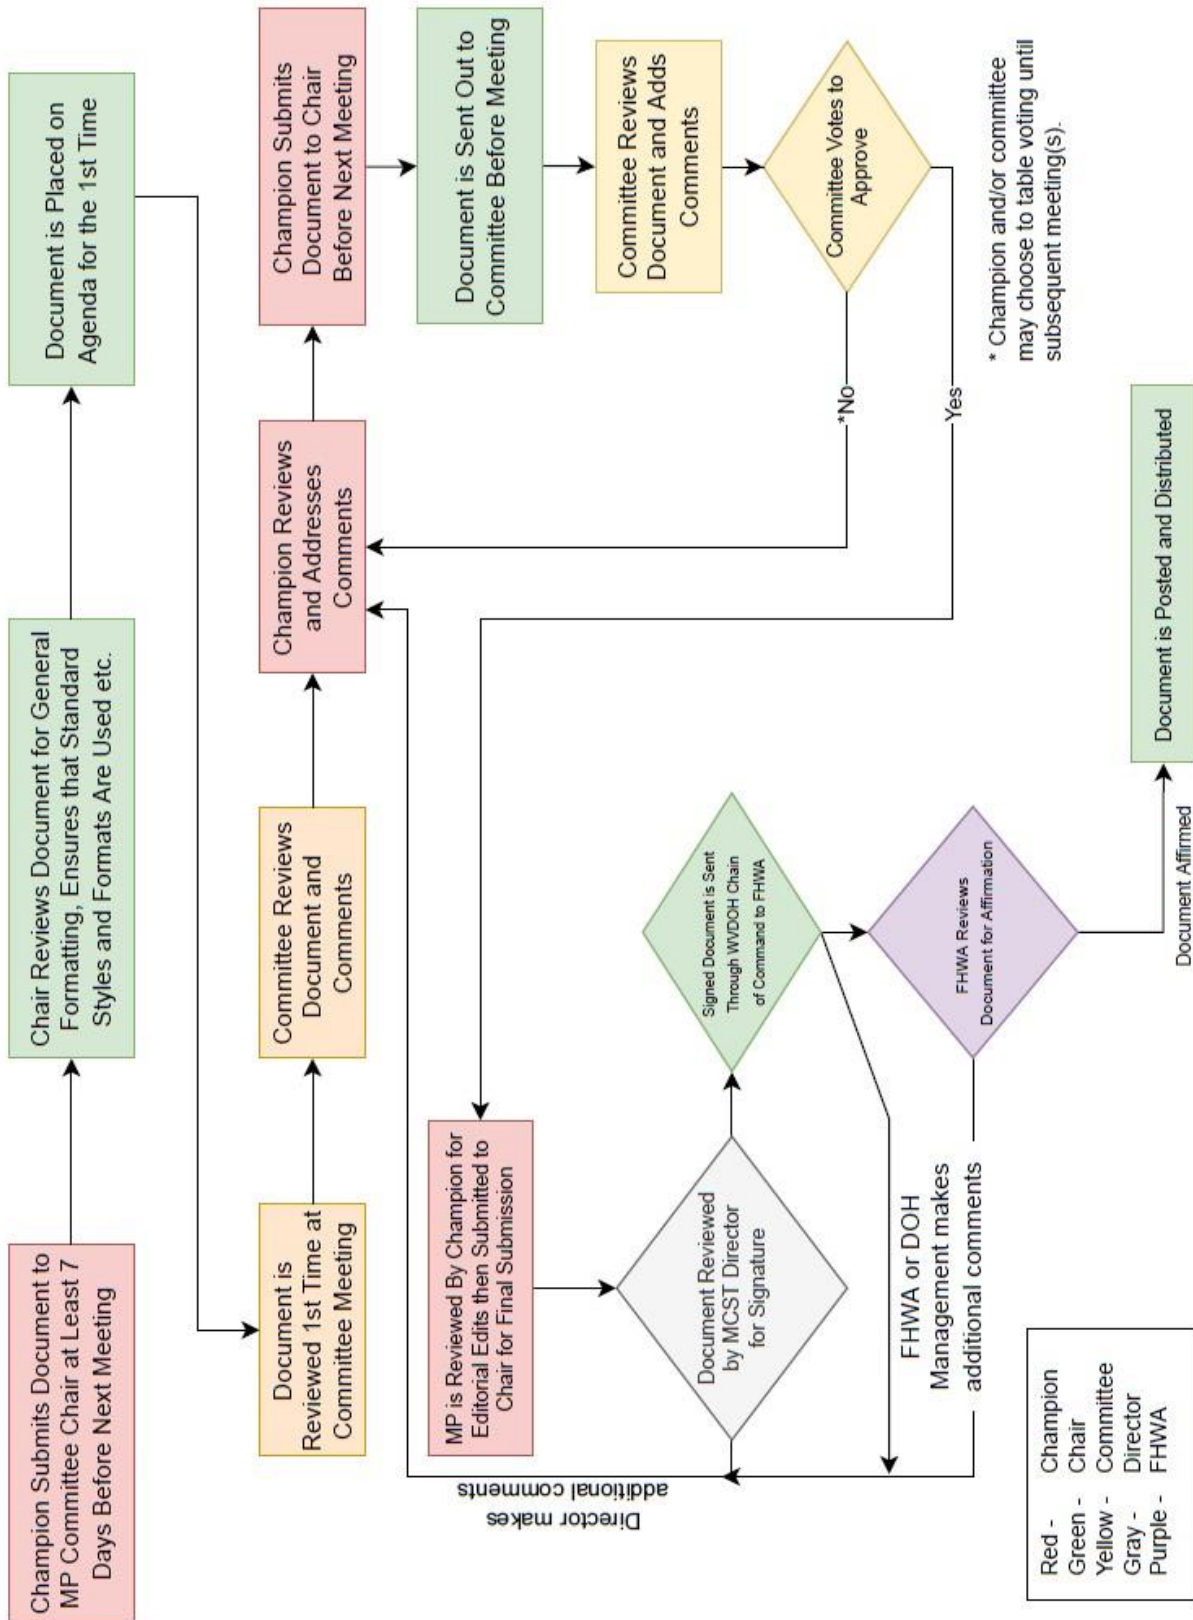 Champion Submits Document to
MP Committee Chair at Least 7
Days Before Next Meeting
Chair Reviews Document for General
Formatting, Ensures that Standard
Styles and Formats Are Used etc.
Document is Placed on
Agenda for the 1st Time
Document is
Reviewed 1st Time at
Committee Meeting
Committee Reviews
Document and
Comments
Champion Reviews
and Addresses
Comments
Champion Submits
Document to Chair
Before Next Meeting
Document is Sent Out to
Committee Before Meeting
Committee Reviews
Document and Adds
Comments
Committee Votes to
Approve
*No
Yes
* Champion and/or committee
may choose to table voting until
subsequent meeting(s).
MP is Reviewed By Champion for
Editorial Edits then Submitted to
Chair for Final Submission
Document Reviewed
by MCST Director
for Signature
Director makes
additional comments
Signed Document is Sent
Through WVDOH Chain
of Command to FHWA
FHWA or DOH
Management makes
additional comments
FHWA Reviews
Document for Affirmation
Document Affirmed
Document is Posted and Distributed
Red - Champion
Green - Chair
Yellow - Committee
Gray - Director
Purple - FHWA